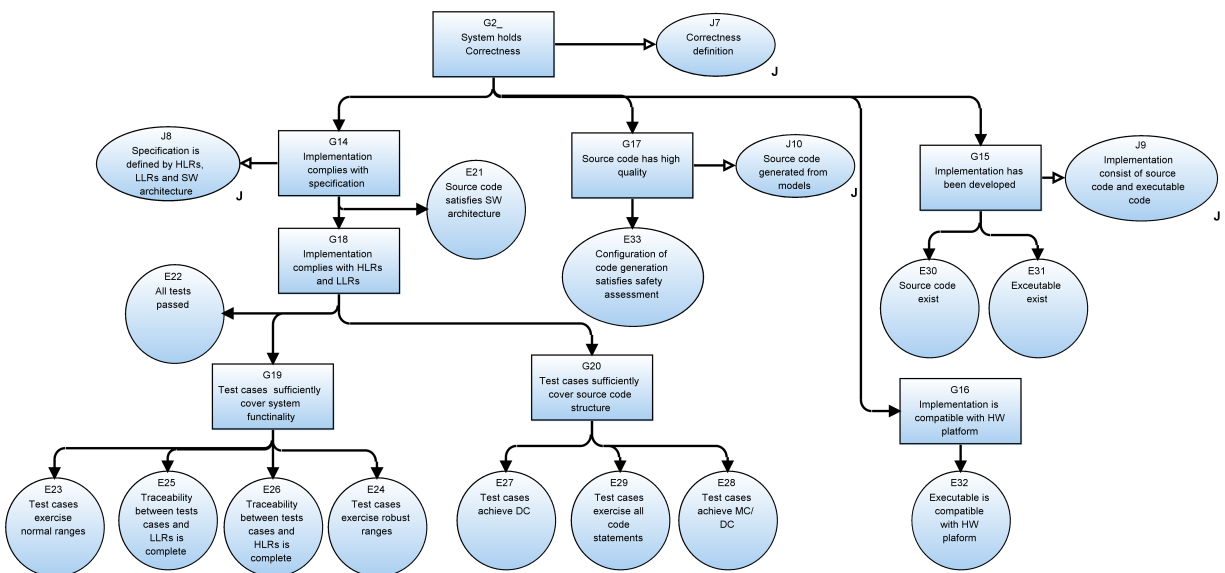 G2_
System holds
Correctness
J7
Correctness
definition
J
J8
Specification is
defined by HLRs,
LLRs and SW
architecture
J
G14
Implementation
complies with
specification
G17
Source code has high
quality
J10
Source code
generated from
models
J
G15
Implementation has
been developed
J9
Implementation
consist of source
code and executable
code
J
E21
Source code
satisfies SW
architecture
G18
Implementation
complies with HLRs
and LLRs
E33
Configuration of
code generation
satisfies safety
assessment
E22
All tests
passed
E30
Source code
exist
E31
Exceutable
exist
G19
Test cases sufficiently
cover system
functinality
G20
Test cases sufficiently
cover source code
structure
G16
Implementation is
compatible with HW
platform
E23
Test cases
exercise
normal ranges
E25
Traceability
between tests
cases and
LLRs is
complete
E26
Traceability
between tests
cases and
HLRs is
complete
E24
Test cases
exercise robust
ranges
E27
Test cases
achieve DC
E29
Test cases
exercise all
code
statements
E28
Test cases
achieve MC/
DC
E32
Executable is
compatible
with HW
plaform